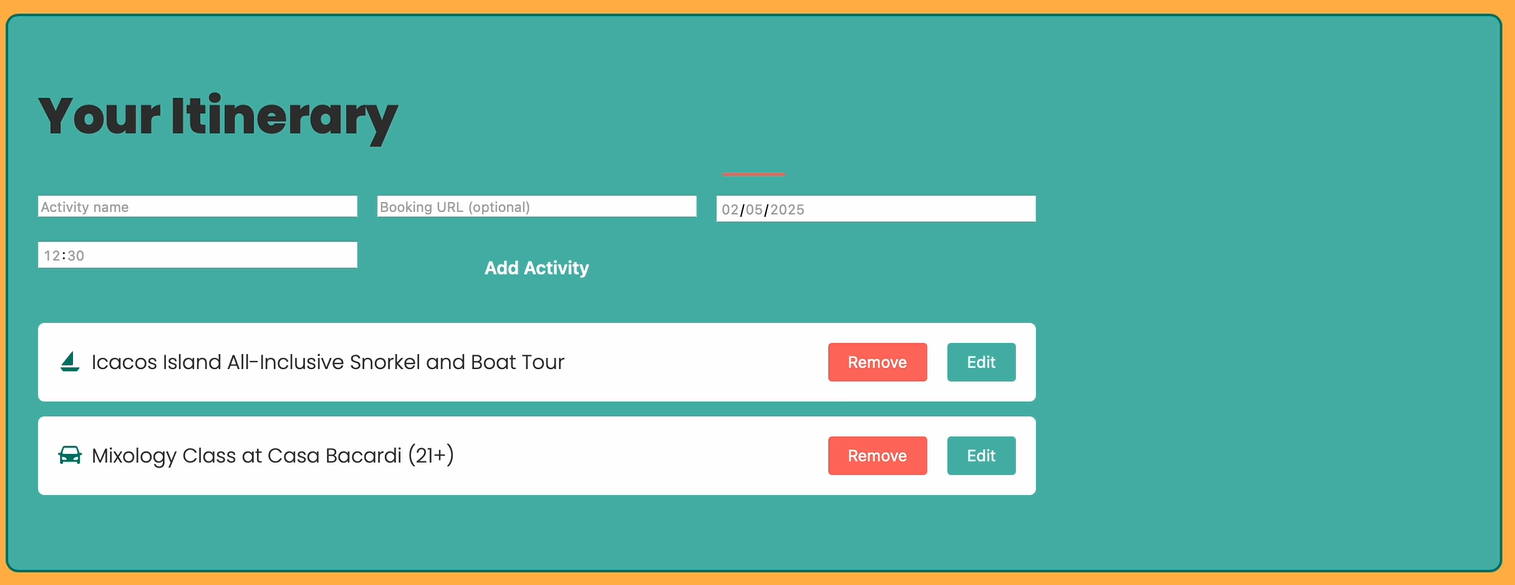 Your Itinerary
Activity name
Booking URL (optional)
02/05/2025
12:30
Add Activity
Icacos Island All-Inclusive Snorkel and Boat Tour
Remove
Edit
Mixology Class at Casa Bacardi (21+)
Remove
Edit